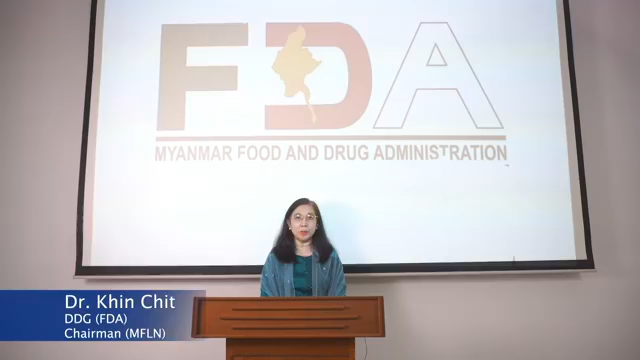 FDA
MYANMAR FOOD AND DRUG ADMINISTRATION
Dr. Khin Chit
DDG (FDA)
Chairman (MFLN)